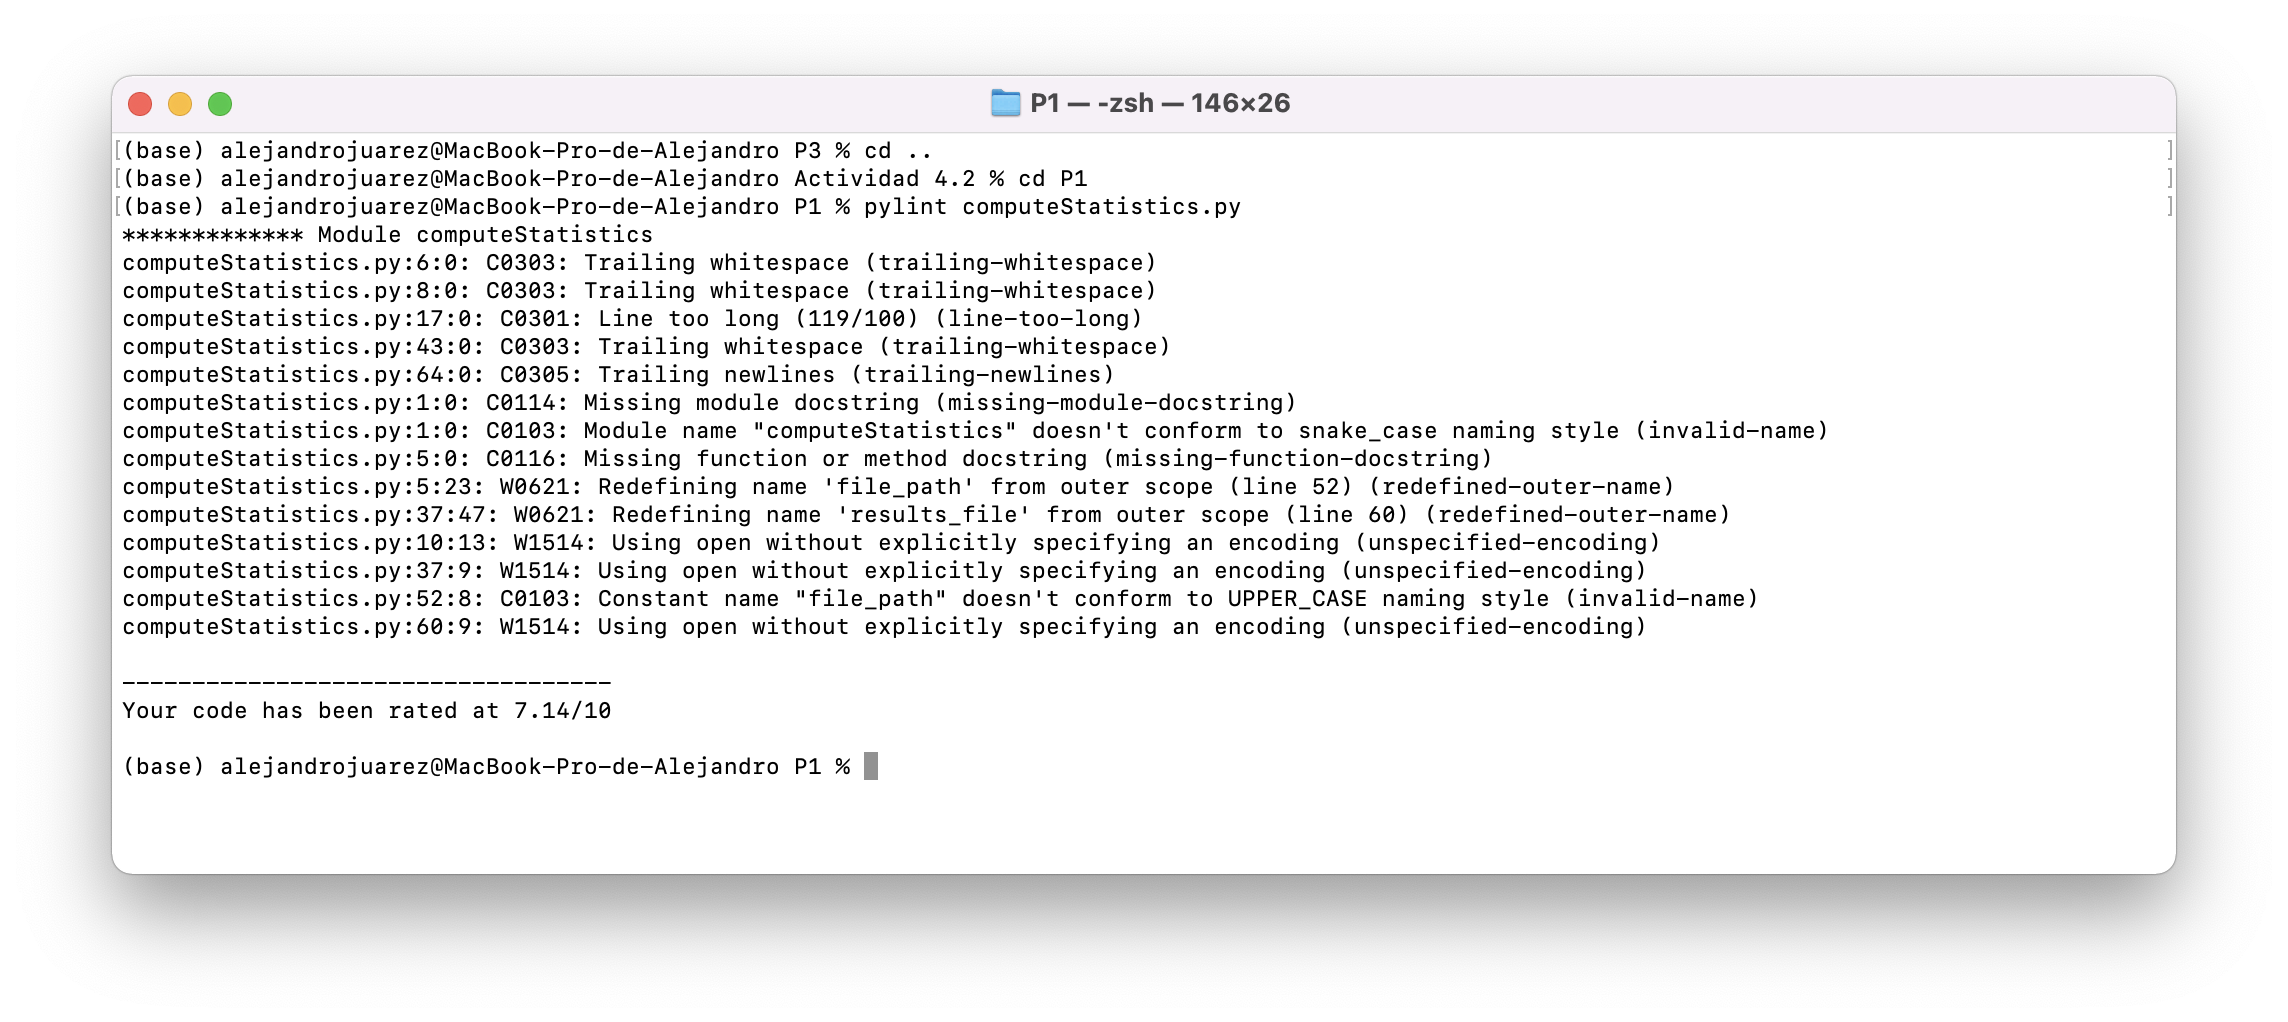 P1 — -zsh — 146×26
[(base) alejandrojuarez@MacBook-Pro-de-Alejandro P3 % cd .. ]
[(base) alejandrojuarez@MacBook-Pro-de-Alejandro Actividad 4.2 % cd P1 ]
[(base) alejandrojuarez@MacBook-Pro-de-Alejandro P1 % pylint computeStatistics.py ]
************* Module computeStatistics
computeStatistics.py:6:0: C0303: Trailing whitespace (trailing-whitespace)
computeStatistics.py:8:0: C0303: Trailing whitespace (trailing-whitespace)
computeStatistics.py:17:0: C0301: Line too long (119/100) (line-too-long)
computeStatistics.py:43:0: C0303: Trailing whitespace (trailing-whitespace)
computeStatistics.py:64:0: C0305: Trailing newlines (trailing-newlines)
computeStatistics.py:1:0: C0114: Missing module docstring (missing-module-docstring)
computeStatistics.py:1:0: C0103: Module name "computeStatistics" doesn't conform to snake_case naming style (invalid-name)
computeStatistics.py:5:0: C0116: Missing function or method docstring (missing-function-docstring)
computeStatistics.py:5:23: W0621: Redefining name 'file_path' from outer scope (line 52) (redefined-outer-name)
computeStatistics.py:37:47: W0621: Redefining name 'results_file' from outer scope (line 60) (redefined-outer-name)
computeStatistics.py:10:13: W1514: Using open without explicitly specifying an encoding (unspecified-encoding)
computeStatistics.py:37:9: W1514: Using open without explicitly specifying an encoding (unspecified-encoding)
computeStatistics.py:52:8: C0103: Constant name "file_path" doesn't conform to UPPER_CASE naming style (invalid-name)
computeStatistics.py:60:9: W1514: Using open without explicitly specifying an encoding (unspecified-encoding)
-----------------------------------
Your code has been rated at 7.14/10
(base) alejandrojuarez@MacBook-Pro-de-Alejandro P1 %